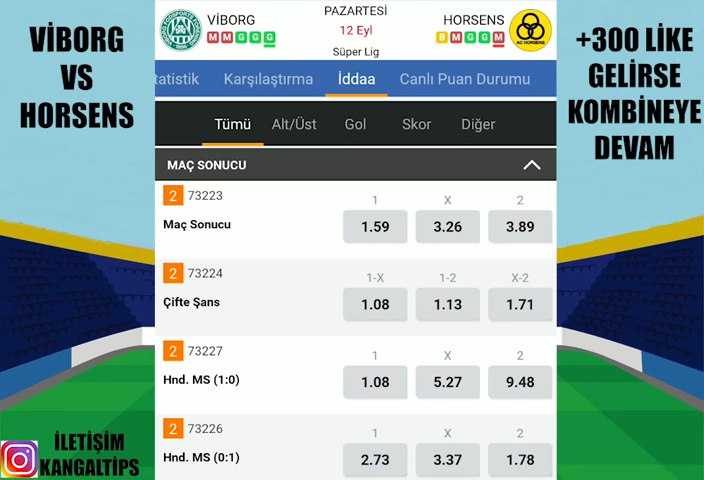 VİBORG
VS
HORSENS
VİBORG
M M G G G
PAZARTESİ
12 Eyl
Süper Lig
HORSENS
B M G G M
AC HORSENS
+300 LİKE
GELİRSE
KOMBİNEYE
DEVAM
tatistik Karşılaştırma İddaa Canlı Puan Durumu
Tümü Alt/Üst Gol Skor Diğer
MAÇ SONUCU
2 73223 1 X 2
Maç Sonucu 1.59 3.26 3.89
2 73224 1-X 1-2 X-2
Çifte Şans 1.08 1.13 1.71
2 73227 1 X 2
Hnd. MS (1:0) 1.08 5.27 9.48
2 73226 1 X 2
Hnd. MS (0:1) 2.73 3.37 1.78
İLETİŞİM
KANGALTİPS